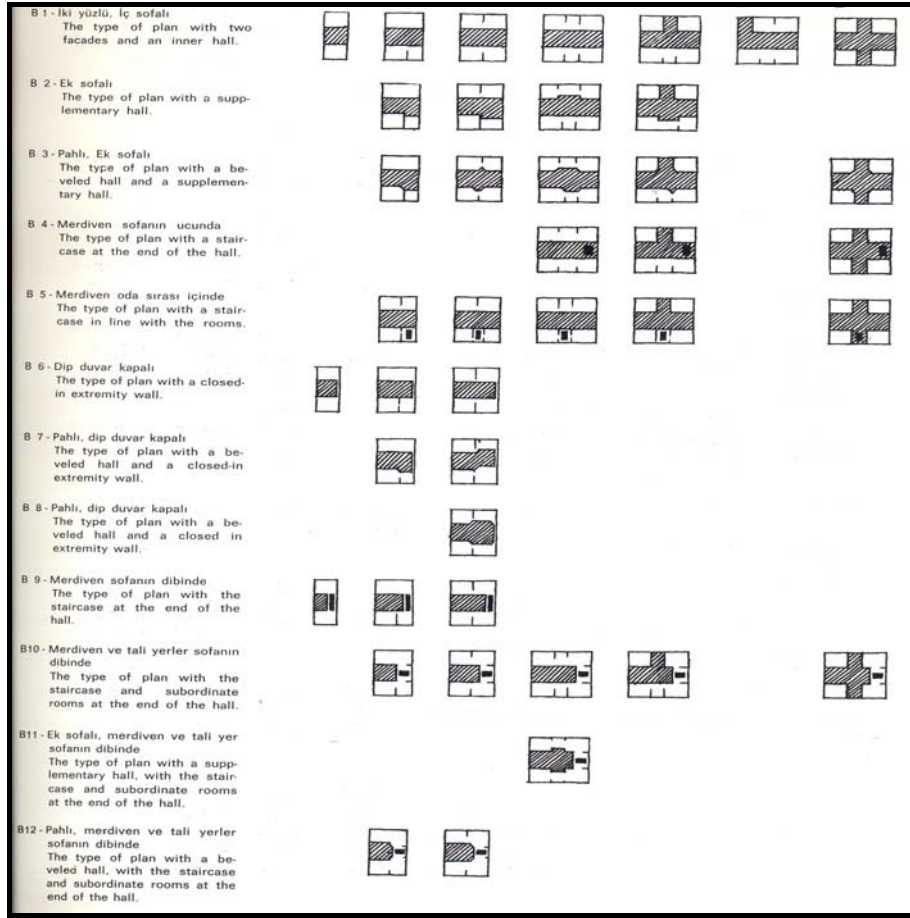 B 1 - İki yüzlü, İç sofalı
The type of plan with two
facades and an inner hall.
B 2 - Ek sofalı
The type of plan with a supp-
lementary hall.
B 3 - Pahlı, Ek sofalı
The type of plan with a be-
veled hall and a supplemen-
tary hall.
B 4 - Merdiven sofanın ucunda
The type of plan with a stair-
case at the end of the hall.
B 5 - Merdiven oda sırası içinde
The type of plan with a stair-
case in line with the rooms.
B 6 - Dip duvar kapalı
The type of plan with a closed-
in extremity wall.
B 7 - Pahlı, dip duvar kapalı
The type of plan with a be-
veled hall and a closed-in
extremity wall.
B 8 - Pahlı, dip duvar kapalı
The type of plan with a be-
veled hall and a closed in
extremity wall.
B 9 - Merdiven sofanın dibinde
The type of plan with the
staircase at the end of the
hall.
B10 - Merdiven ve tali yerler sofanın
dibinde
The type of plan with the
staircase and subordinate
rooms at the end of the hall.
B11 - Ek sofalı, merdiven ve tali yer
sofanın dibinde
The type of plan with a supp-
lementary hall, with the stair-
case and subordinate rooms
at the end of the hall.
B12 - Pahlı, merdiven ve tali yerler
sofanın dibinde
The type of plan with a be-
veled hall, with the staircase
and subordinate rooms at the
end of the hall.